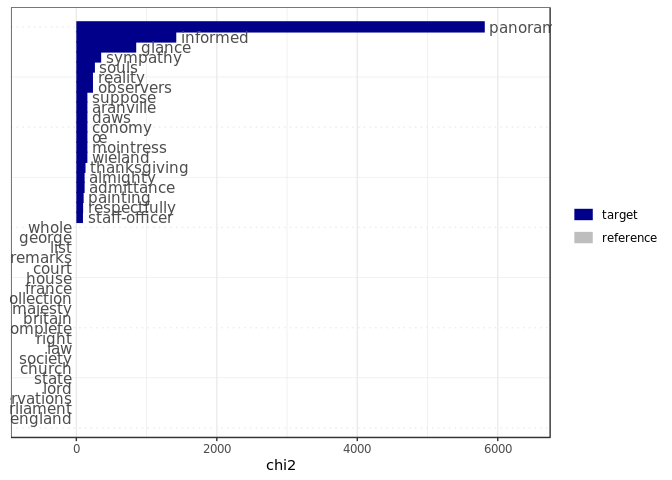 panoram
informed
glance
sympathy
souls
reality
observers
suppose
aranville
daws
conomy
œ
mointress
wieland
thanksgiving
almighty
admittance
painting
respectfully
staff-officer
whole
george
list
remarks
court
house
france
ollection
majesty
britain
omplete
right
law
society
church
state
lord
ervations
rliament
england
0 2000 4000 6000
chi2
target
reference